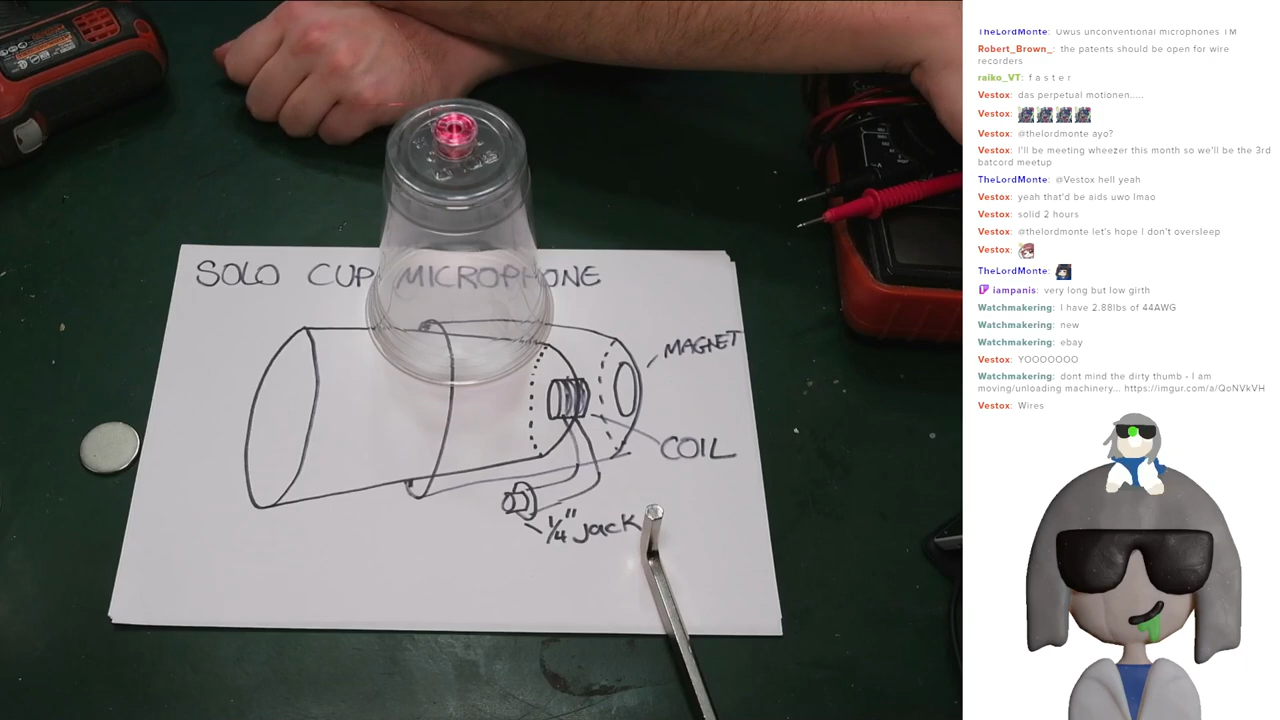 SOLO CUP MICROPHONE
MAGNET
COIL
1/4" Jack
TheLordMonte: Uwus unconventional microphones TM
Robert_Brown_: the patents should be open for wire
recorders
raiko_VT: f a s t e r
Vestox: das perpetual motionen.....
Vestox:
Vestox: @thelordmonte ayo?
Vestox: I'll be meeting wheezer this month so we'll be the 3rd
batcord meetup
TheLordMonte: @Vestox hell yeah
Vestox: yeah that'd be aids uwo lmao
Vestox: solid 2 hours
Vestox: @thelordmonte let's hope I don't oversleep
Vestox:
TheLordMonte:
iampanis: very long but low girth
Watchmakering: I have 2.88lbs of 44AWG
Watchmakering: new
Watchmakering: ebay
Vestox: YOOOOOOO
Watchmakering: dont mind the dirty thumb - I am
moving/unloading machinery... https://imgur.com/a/QoNVkVH
Vestox: Wires